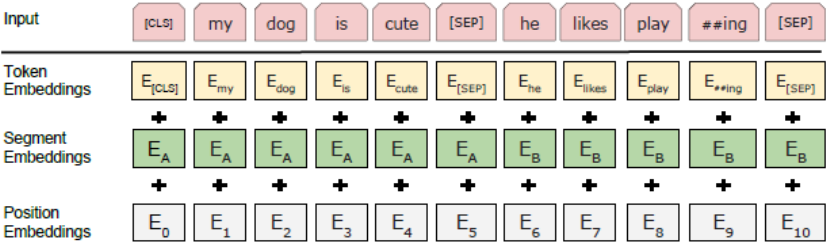 Input [CLS] my dog is cute [SEP] he likes play ##ing [SEP]
Token Embeddings E[CLS] Emy Edog Eis Ecute E[SEP] Ehe Elikes Eplay E##ing E[SEP]
+ + + + + + + + + + +
Segment Embeddings EA EA EA EA EA EA EB EB EB EB EB
+ + + + + + + + + + +
Position Embeddings E0 E1 E2 E3 E4 E5 E6 E7 E8 E9 E10